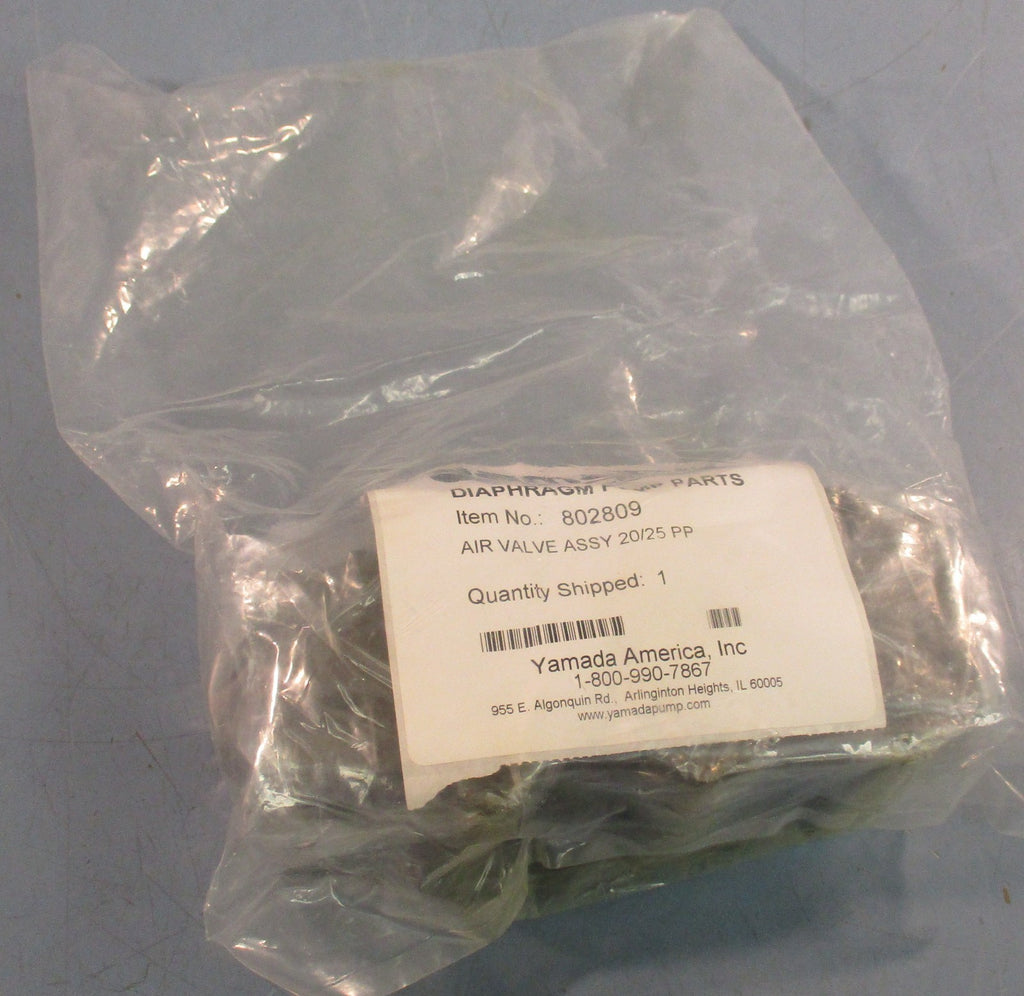 DIAPHRAGM PUMP PARTS
Item No.: 802809
AIR VALVE ASSY 20/25 PP
Quantity Shipped: 1
Yamada America, Inc
1-800-990-7867
955 E. Algonquin Rd., Arlinginton Heights, IL 60005
www.yamadapump.com